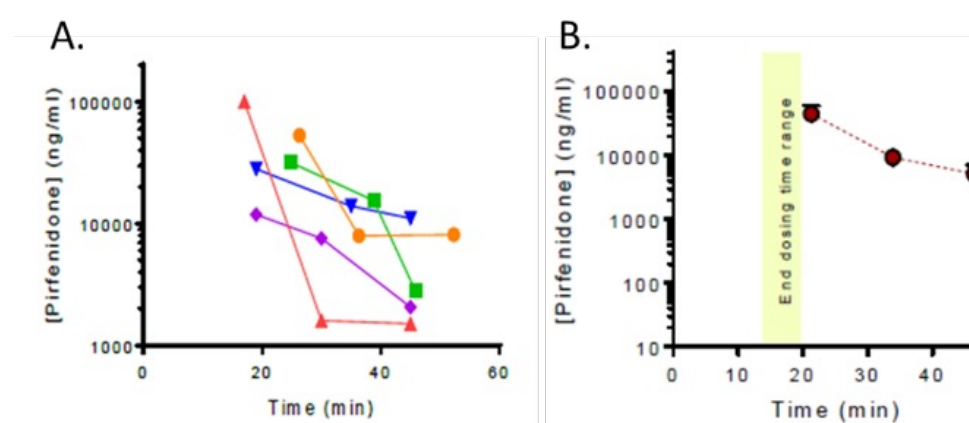 A.
[Pirfenidone] (ng/ml)
100000
10000
1000
0
20
40
60
Time (min)
B.
[Pirfenidone] (ng/ml)
100000
10000
1000
100
10
End dosing time range
0
10
20
30
40
Time (min)